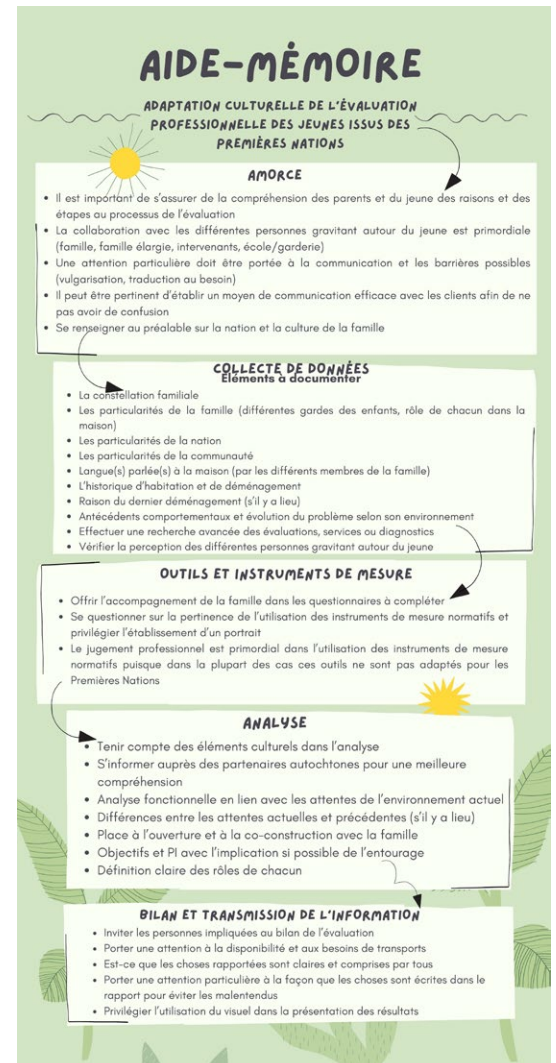 AIDE-MÉMOIRE
ADAPTATION CULTURELLE DE L'ÉVALUATION
PROFESSIONNELLE DES JEUNES ISSUS DES
PREMIÈRES NATIONS
AMORCE
• Il est important de s'assurer de la compréhension des parents et du jeune des raisons et des
étapes au processus de l'évaluation
• La collaboration avec les différentes personnes gravitant autour du jeune est primordiale
(famille, famille élargie, intervenants, école/garderie)
• Une attention particulière doit être portée à la communication et les barrières possibles
(vulgarisation, traduction au besoin)
• Il peut être pertinent d'établir un moyen de communication efficace avec les clients afin de ne
pas avoir de confusion
• Se renseigner au préalable sur la nation et la culture de la famille
COLLECTE DE DONNÉES
Éléments à documenter
• La constellation familiale
• Les particularités de la famille (différentes gardes des enfants, rôle de chacun dans la
maison)
• Les particularités de la nation
• Les particularités de la communauté
• Langue(s) parlée(s) à la maison (par les différents membres de la famille)
• L'historique d'habitation et de déménagement
• Raison du dernier déménagement (s'il y a lieu)
• Antécédents comportementaux et évolution du problème selon son environnement
• Effectuer une recherche avancée des évaluations, services ou diagnostics
• Vérifier la perception des différentes personnes gravitant autour du jeune
OUTILS ET INSTRUMENTS DE MESURE
• Offrir l'accompagnement de la famille dans les questionnaires à compléter
• Se questionner sur la pertinence de l'utilisation des instruments de mesure normatifs et
privilégier l'établissement d'un portrait
• Le jugement professionnel est primordial dans l'utilisation des instruments de mesure
normatifs puisque dans la plupart des cas ces outils ne sont pas adaptés pour les
Premières Nations
ANALYSE
• Tenir compte des éléments culturels dans l'analyse
• S'informer auprès des partenaires autochtones pour une meilleure
compréhension
• Analyse fonctionnelle en lien avec les attentes de l'environnement actuel
• Différences entre les attentes actuelles et précédentes (s'il y a lieu)
• Place à l'ouverture et à la co-construction avec la famille
• Objectifs et PI avec l'implication si possible de l'entourage
• Définition claire des rôles de chacun
BILAN ET TRANSMISSION DE L'INFORMATION
• Inviter les personnes impliquées au bilan de l'évaluation
• Porter une attention à la disponibilité et aux besoins de transports
• Est-ce que les choses rapportées sont claires et comprises par tous
• Porter une attention particulière à la façon que les choses sont écrites dans le
rapport pour éviter les malentendus
• Privilégier l'utilisation du visuel dans la présentation des résultats